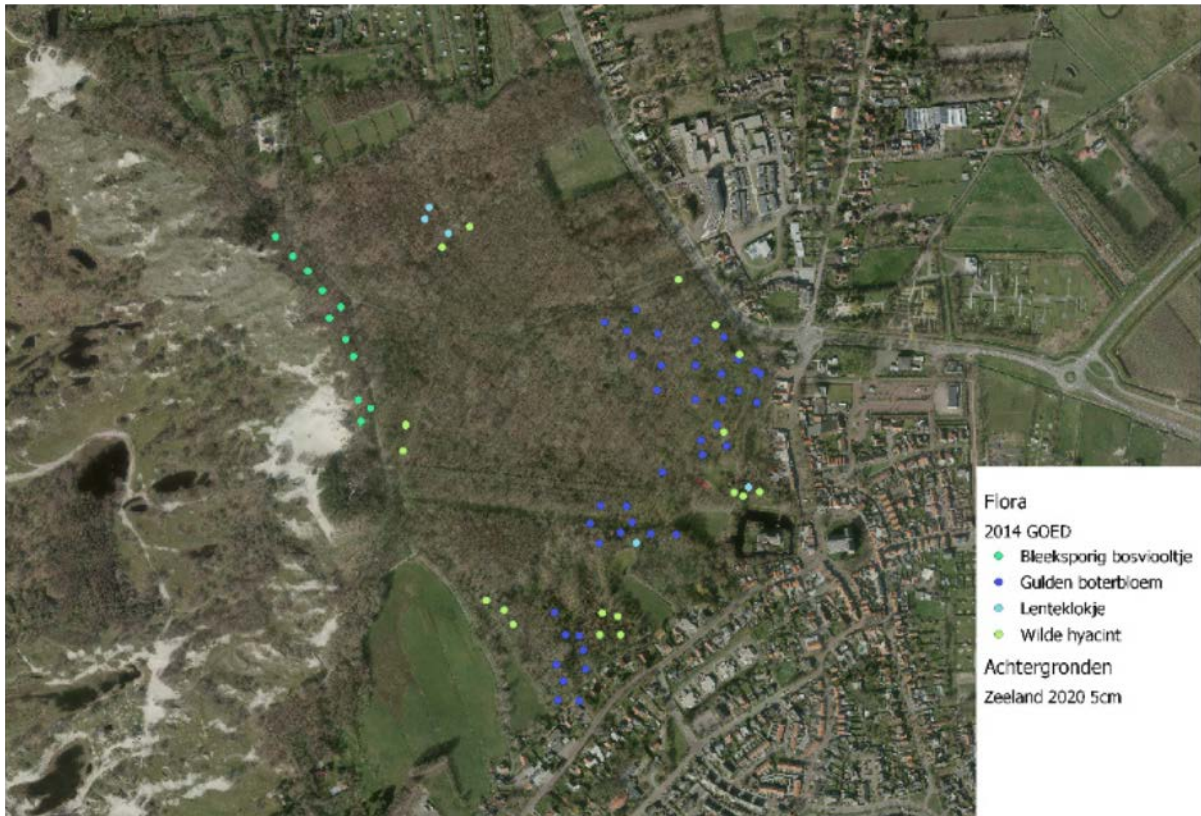 Flora
2014 GOED
Bleeksporig bosviooltje
Gulden boterbloem
Lenteklokje
Wilde hyacint
Achtergronden
Zeeland 2020 5cm